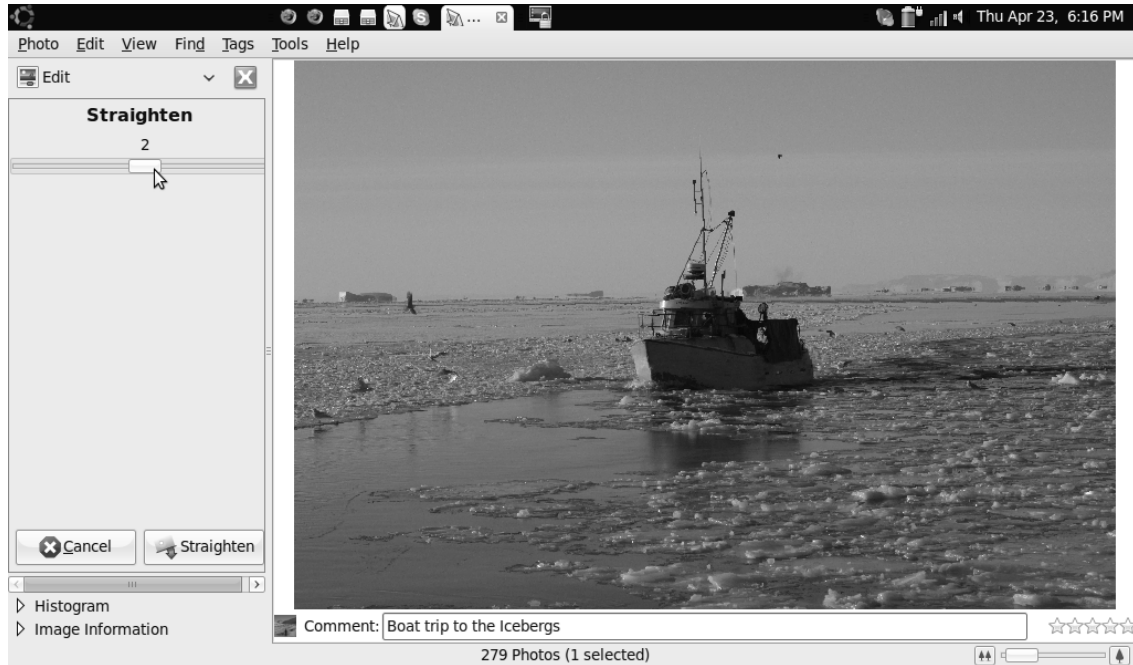 Thu Apr 23, 6:16 PM
Photo Edit View Find Tags Tools Help
Edit
Straighten
2
Cancel Straighten
Histogram
Image Information
Comment: Boat trip to the Icebergs
279 Photos (1 selected)